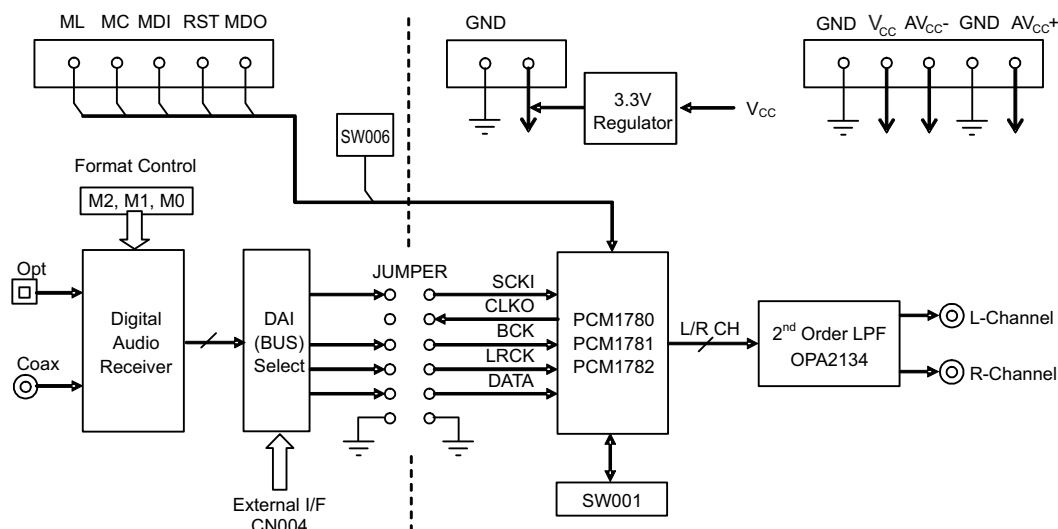 ML MC MDI RST MDO
GND
GND VCC AVCC- GND AVCC+
3.3V
Regulator
VCC
SW006
Format Control
M2, M1, M0
Opt
Coax
Digital
Audio
Receiver
DAI
(BUS)
Select
External I/F
CN004
JUMPER
SCKI
CLKO
BCK
LRCK
DATA
PCM1780
PCM1781
PCM1782
SW001
L/R CH
2nd Order LPF
OPA2134
L-Channel
R-Channel